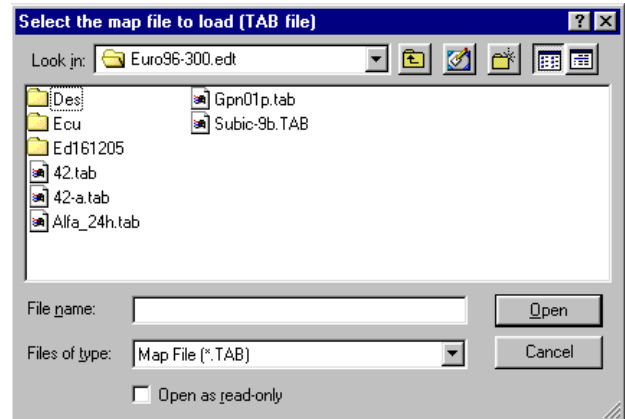 Select the map file to load (TAB file)
Look in: Euro96-300.edt
Des
Ecu
Ed161205
42.tab
42-a.tab
Alfa_24h.tab
Gpn01p.tab
Subic-9b.TAB
File name:
Open
Files of type: Map File (*.TAB)
Cancel
Open as read-only